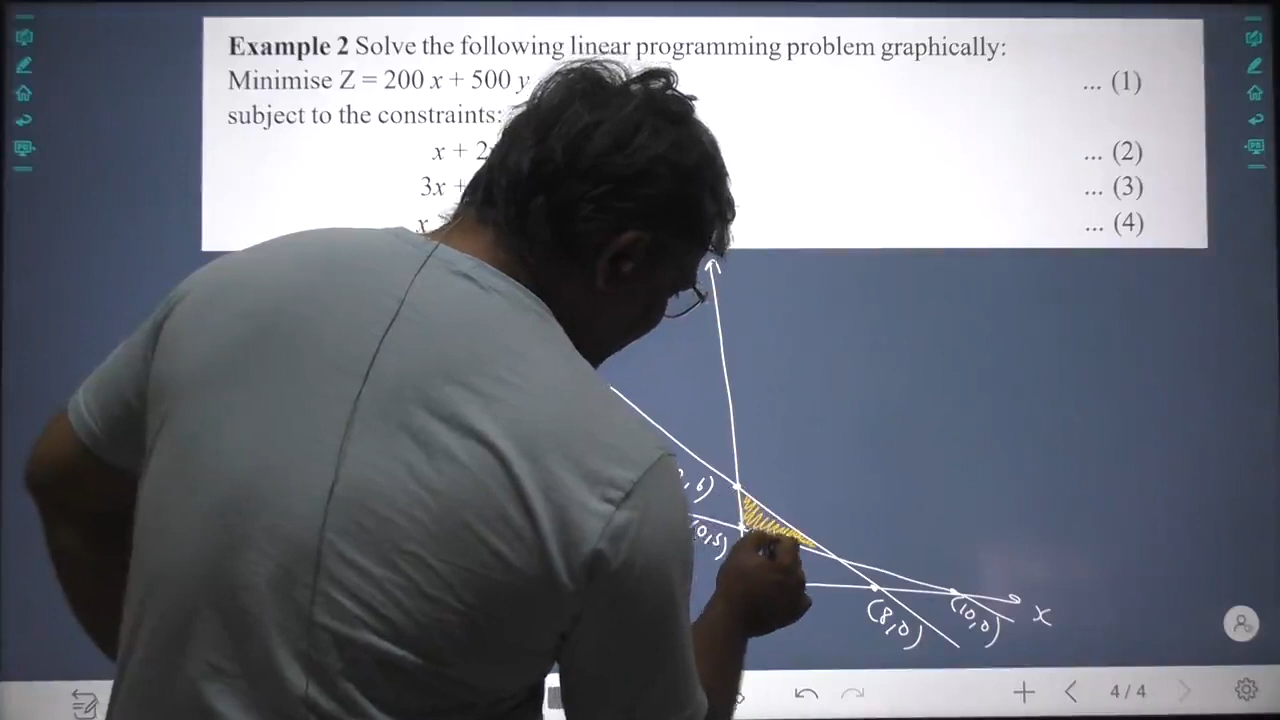 Example 2 Solve the following linear programming problem graphically:
Minimise Z = 200 x + 500 y ... (1)
subject to the constraints:
x + 2 ... (2)
3x + ... (3)
x ... (4)
, 6)
(0,5)
(8,0)
(10,0)
x
4 / 4